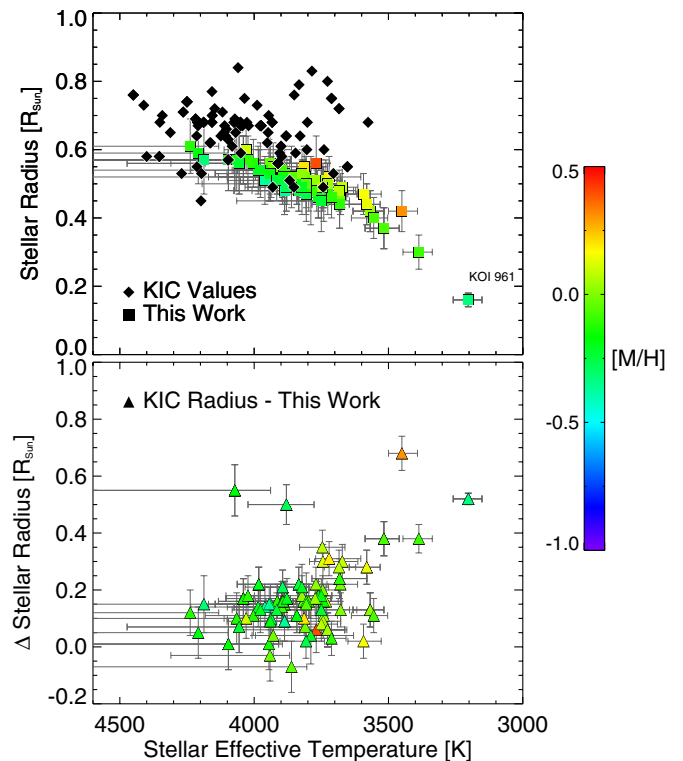 1.0
0.8
0.6
0.4
0.2
0.0
Stellar Radius [RSun]
KOI 961
KIC Values
This Work
1.0
0.8
0.6
0.4
0.2
0.0
-0.2
Δ Stellar Radius [RSun]
KIC Radius - This Work
4500 4000 3500 3000
Stellar Effective Temperature [K]
0.5
0.0
-0.5
-1.0
[M/H]